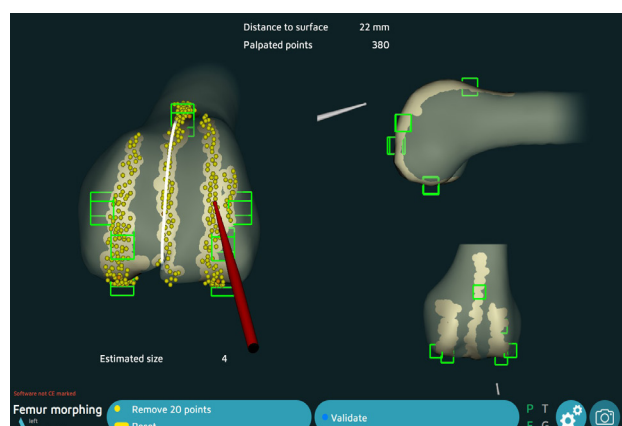 Distance to surface 22 mm
Palpated points 380
Estimated size 4
Software not CE marked
Femur morphing
left
Remove 20 points
Reset
Validate
P T
F G